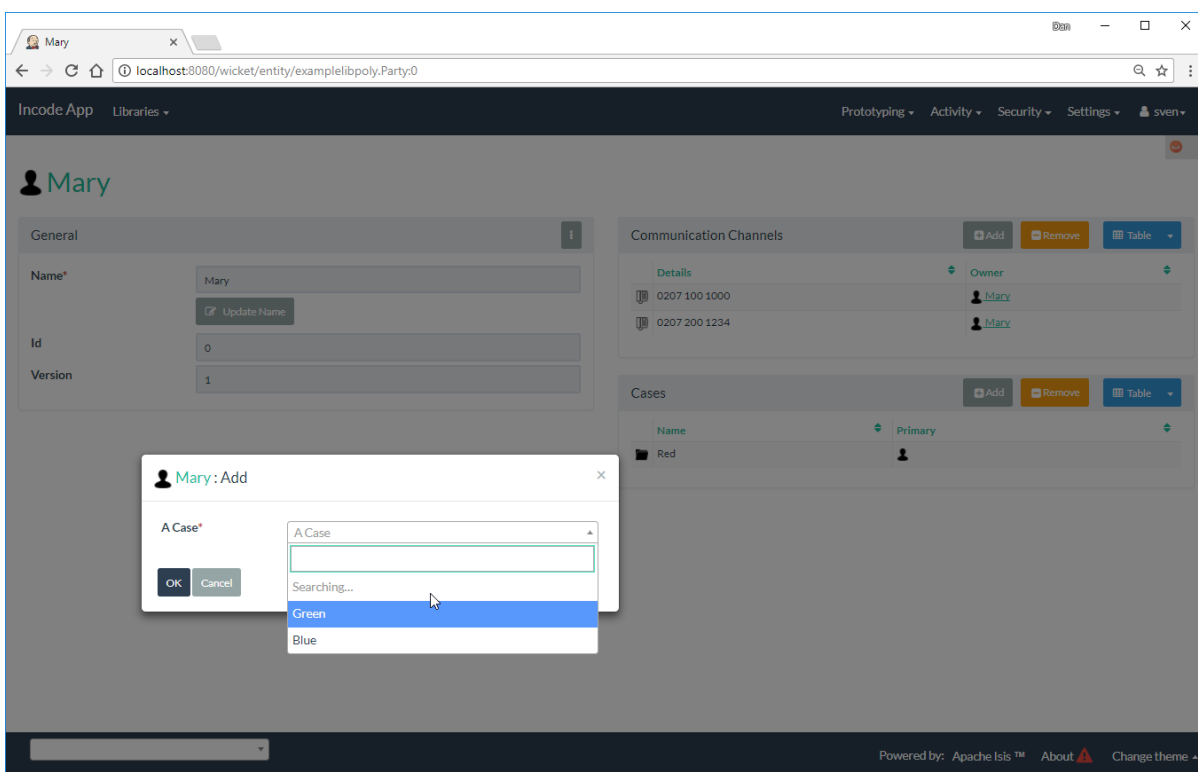 Mary
Dan
localhost:8080/wicket/entity/examplelibpoly.Party:0
Incode App Libraries Prototyping Activity Security Settings sven
Mary
General
Name* Mary
Update Name
Id 0
Version 1
Communication Channels Add Remove Table
Details Owner
0207 100 1000 Mary
0207 200 1234 Mary
Cases Add Remove Table
Name Primary
Red
Mary : Add ×
A Case* A Case
OK Cancel
Searching...
Green
Blue
Powered by: Apache Isis ™ About Change theme